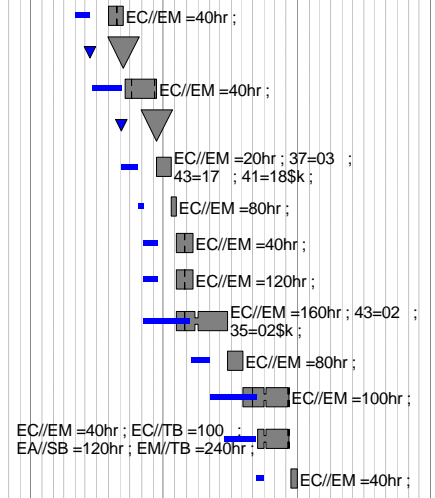 EC//EM =40hr ;
EC//EM =40hr ;
EC//EM =20hr ; 37=03 ;
43=17 ; 41=18$k ;
EC//EM =80hr ;
EC//EM =40hr ;
EC//EM =120hr ;
EC//EM =160hr ; 43=02 ;
35=02$k ;
EC//EM =80hr ;
EC//EM =100hr ;
EC//EM =40hr ; EC//TB =100 ;
EA//SB =120hr ; EM//TB =240hr ;
EC//EM =40hr ;